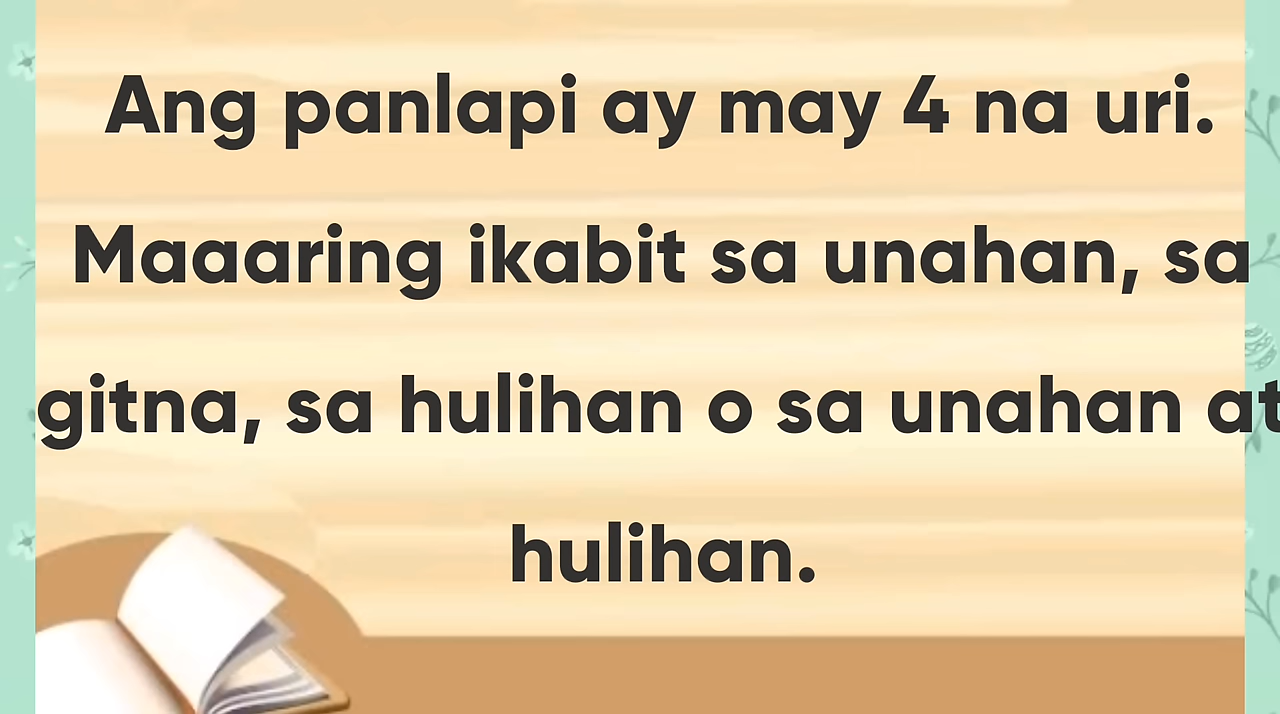 Ang panlapi ay may 4 na uri.
Maaaring ikabit sa unahan, sa
gitna, sa hulihan o sa unahan at
hulihan.